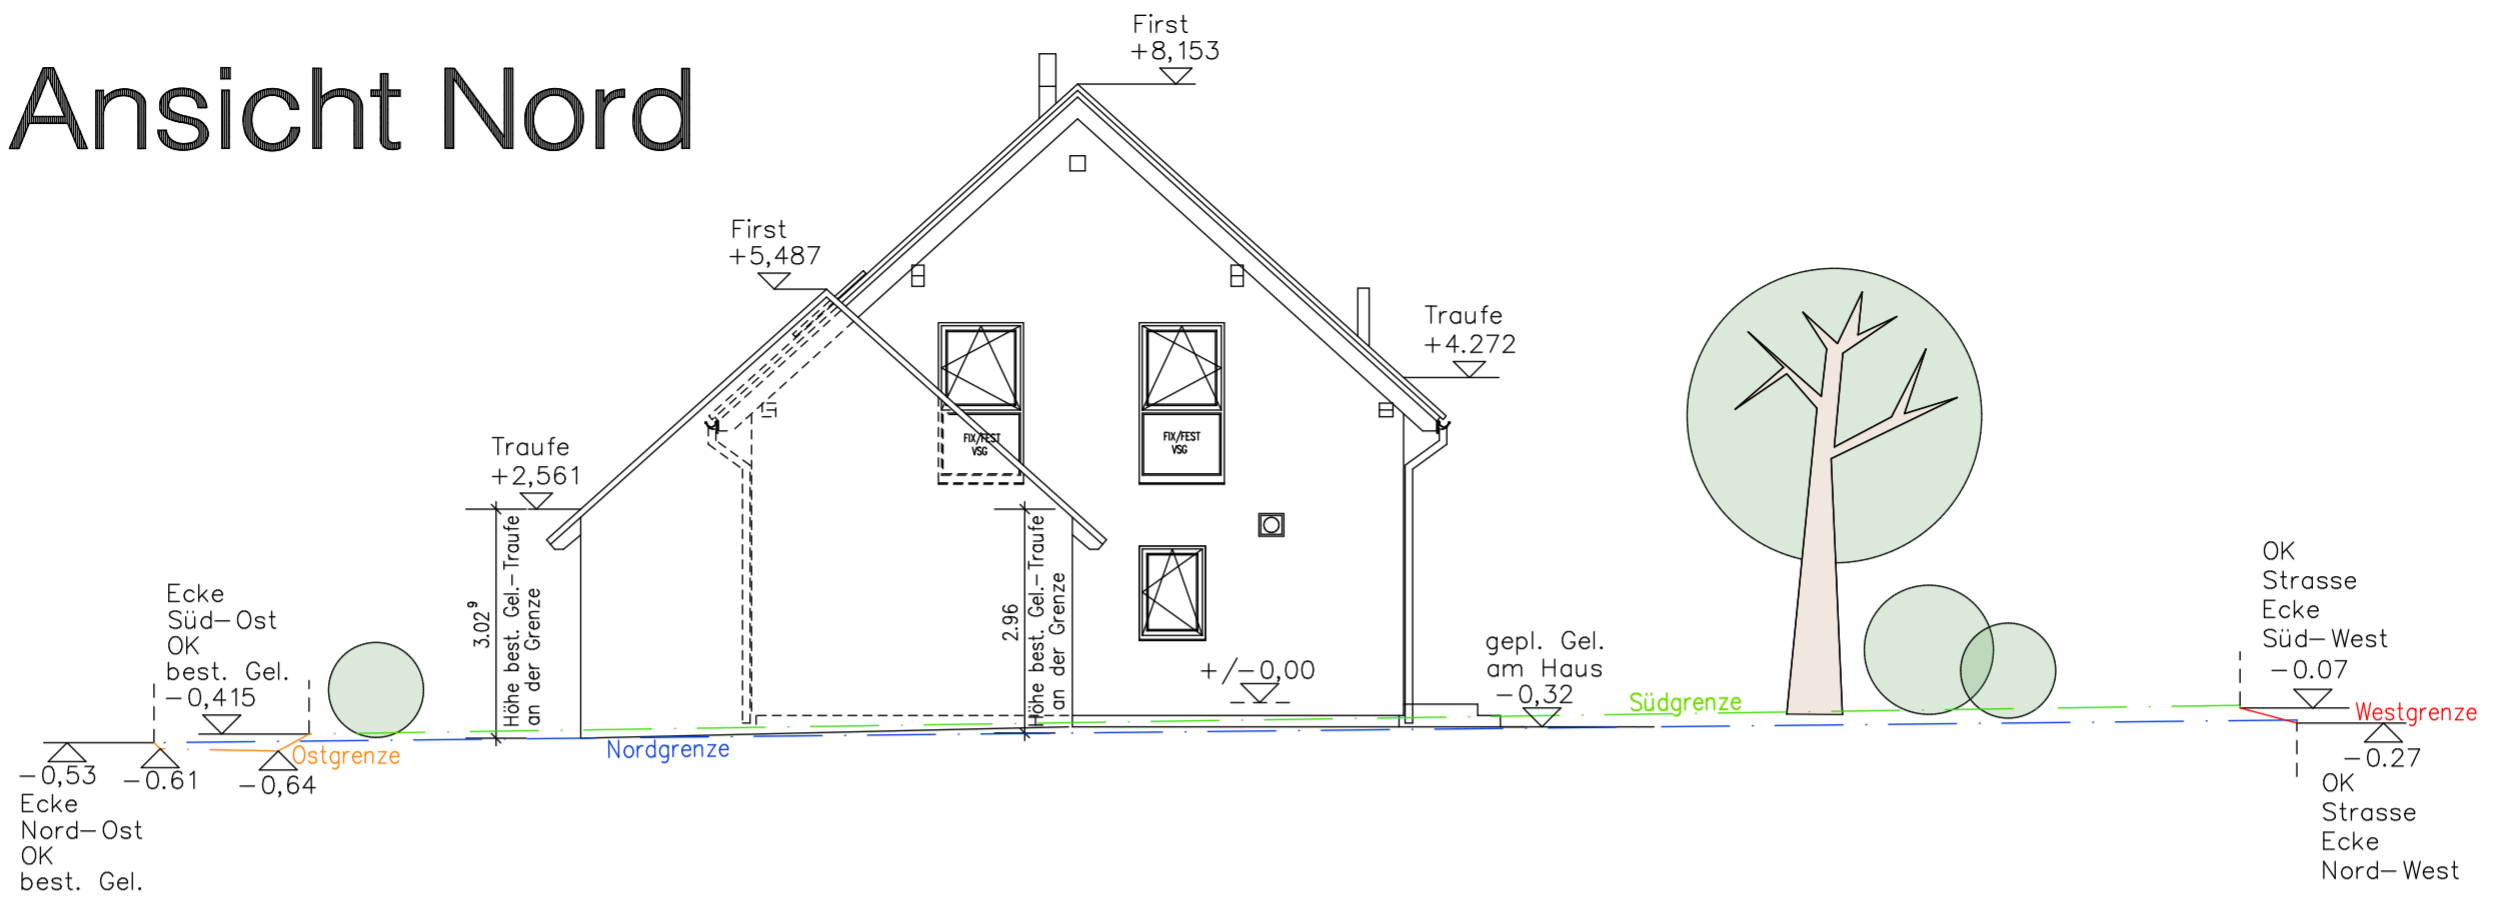 Ansicht Nord
First
+8,153
First
+5,487
Traufe
+4.272
Traufe
+2,561
FIX/FEST
VSG
FIX/FEST
VSG
3.02⁹
Höhe best. Gel.-Traufe
an der Grenze
2.96
Höhe best. Gel.-Traufe
an der Grenze
Ecke
Süd-Ost
OK
best. Gel.
-0,415
+/-0,00
gepl. Gel.
am Haus
-0,32
Südgrenze
OK
Strasse
Ecke
Süd-West
-0.07
Westgrenze
Nordgrenze
Ostgrenze
-0,53
Ecke
Nord-Ost
OK
best. Gel.
-0.61
-0,64
-0.27
OK
Strasse
Ecke
Nord-West